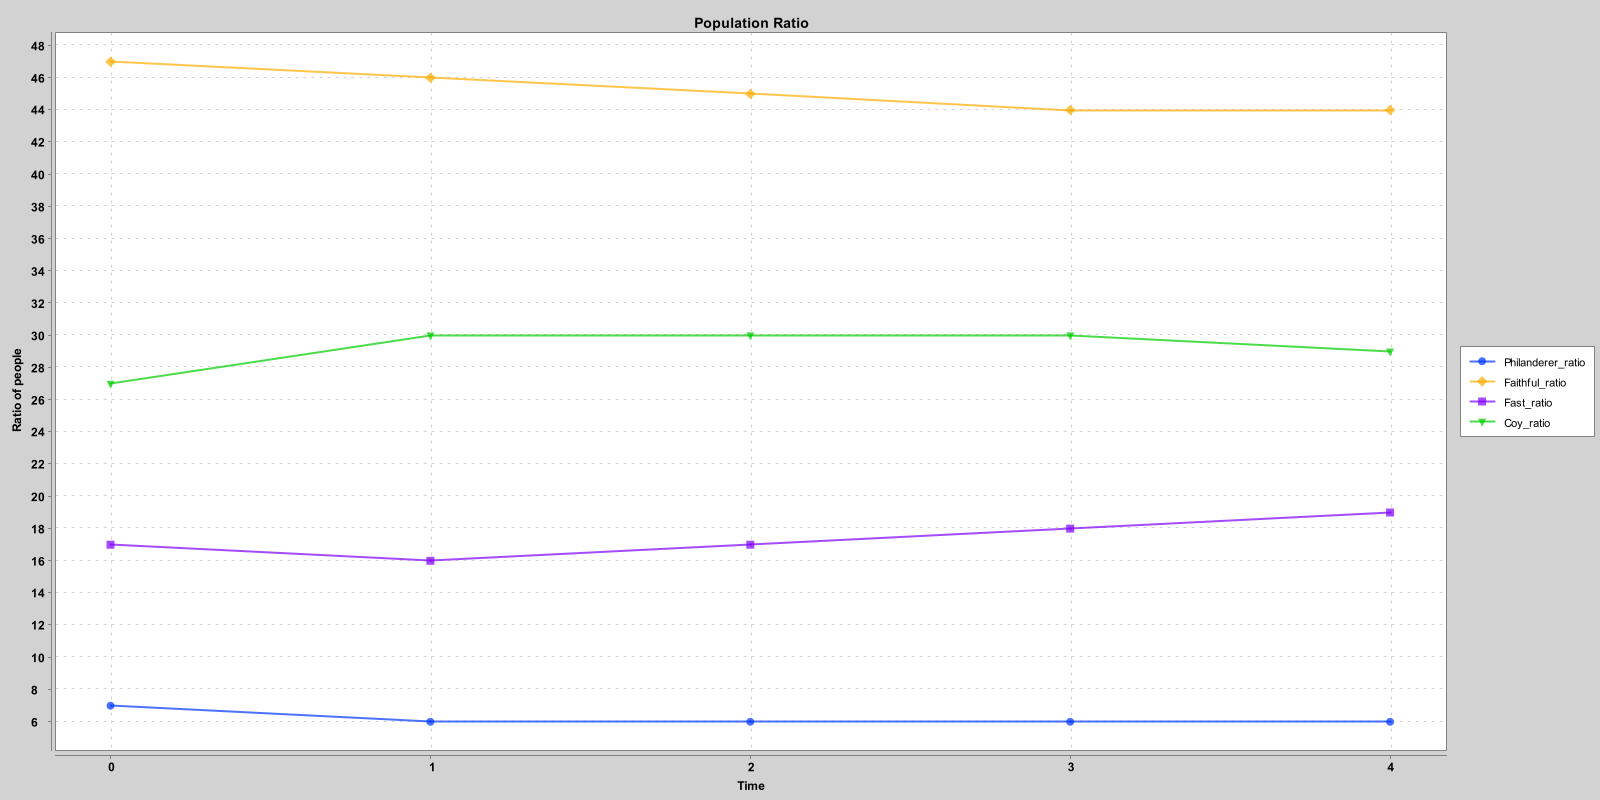 Population Ratio
48
46
44
42
40
38
36
34
32
30
28
26
24
22
20
18
16
14
12
10
8
6
Ratio of people
0 1 2 3 4
Time
Philanderer_ratio
Faithful_ratio
Fast_ratio
Coy_ratio